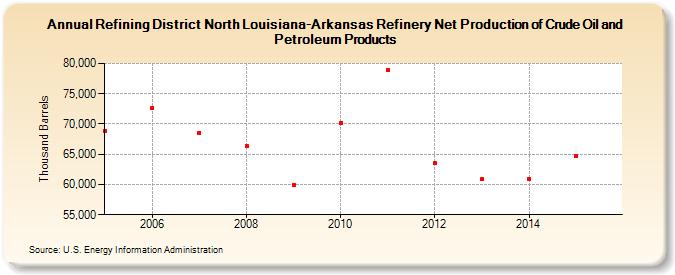 Annual Refining District North Louisiana-Arkansas Refinery Net Production of Crude Oil and
Petroleum Products
Thousand Barrels
80,000
75,000
70,000
65,000
60,000
55,000
2006
2008
2010
2012
2014
Source: U.S. Energy Information Administration